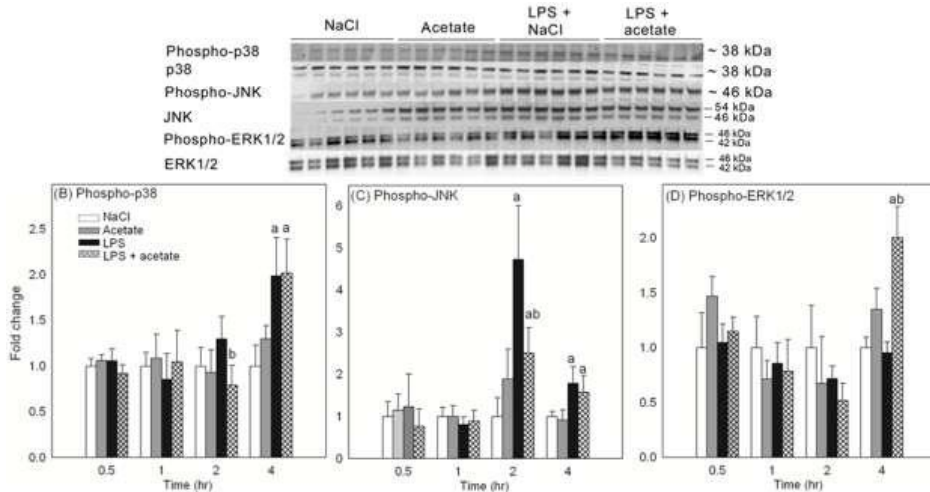 NaCl Acetate LPS + NaCl LPS + acetate
Phospho-p38 ~ 38 kDa
p38 ~ 38 kDa
Phospho-JNK ~ 46 kDa
JNK 54 kDa
46 kDa
Phospho-ERK1/2 46 kDa
42 kDa
ERK1/2 46 kDa
42 kDa
(B) Phospho-p38
NaCl
Acetate
LPS
LPS + acetate
Fold change
2.5
2.0
1.5
1.0
0.5
0.0
b
a a
0.5 1 2 4
Time (hr)
(C) Phospho-JNK
6
5
4
3
2
1
0
a
ab
a
a
0.5 1 2 4
Time (hr)
(D) Phospho-ERK1/2
2.0
1.5
1.0
0.5
0.0
ab
0.5 1 2 4
Time (hr)